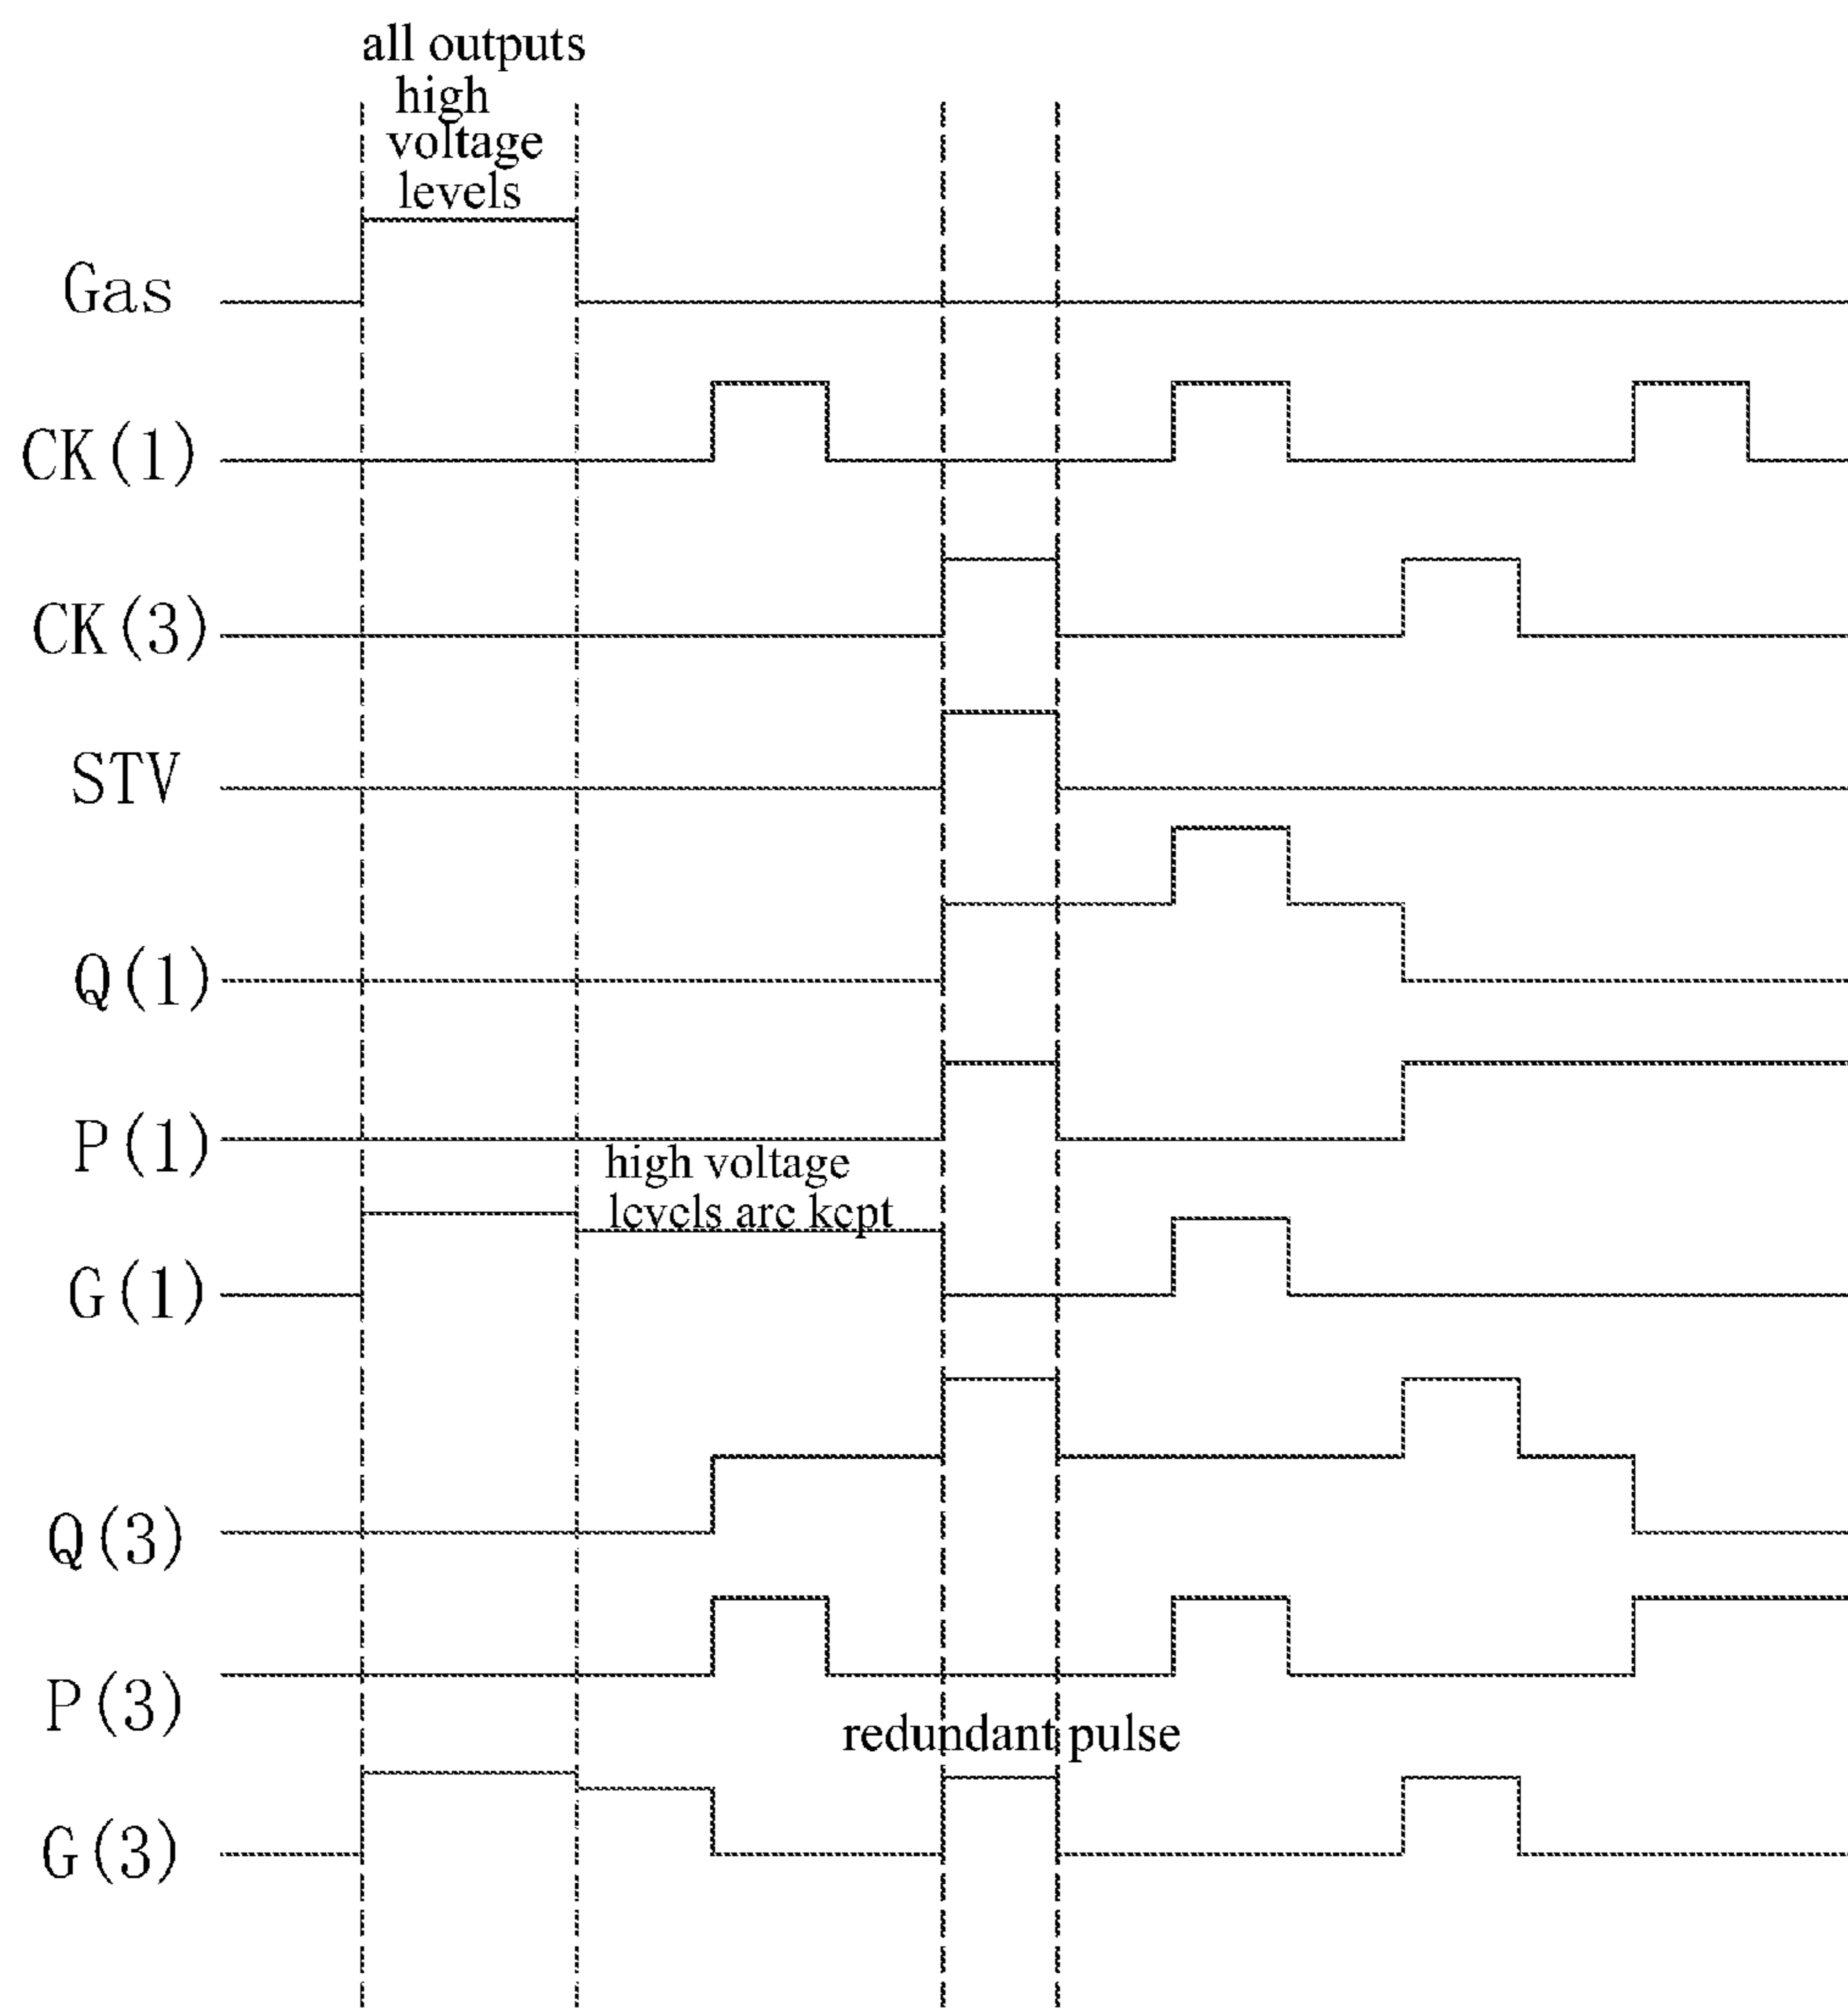 all outputs
high
voltage
levels
Gas
CK(1)
CK(3)
STV
Q(1)
P(1)
high voltage
levels are kept
G(1)
Q(3)
P(3)
redundant pulse
G(3)